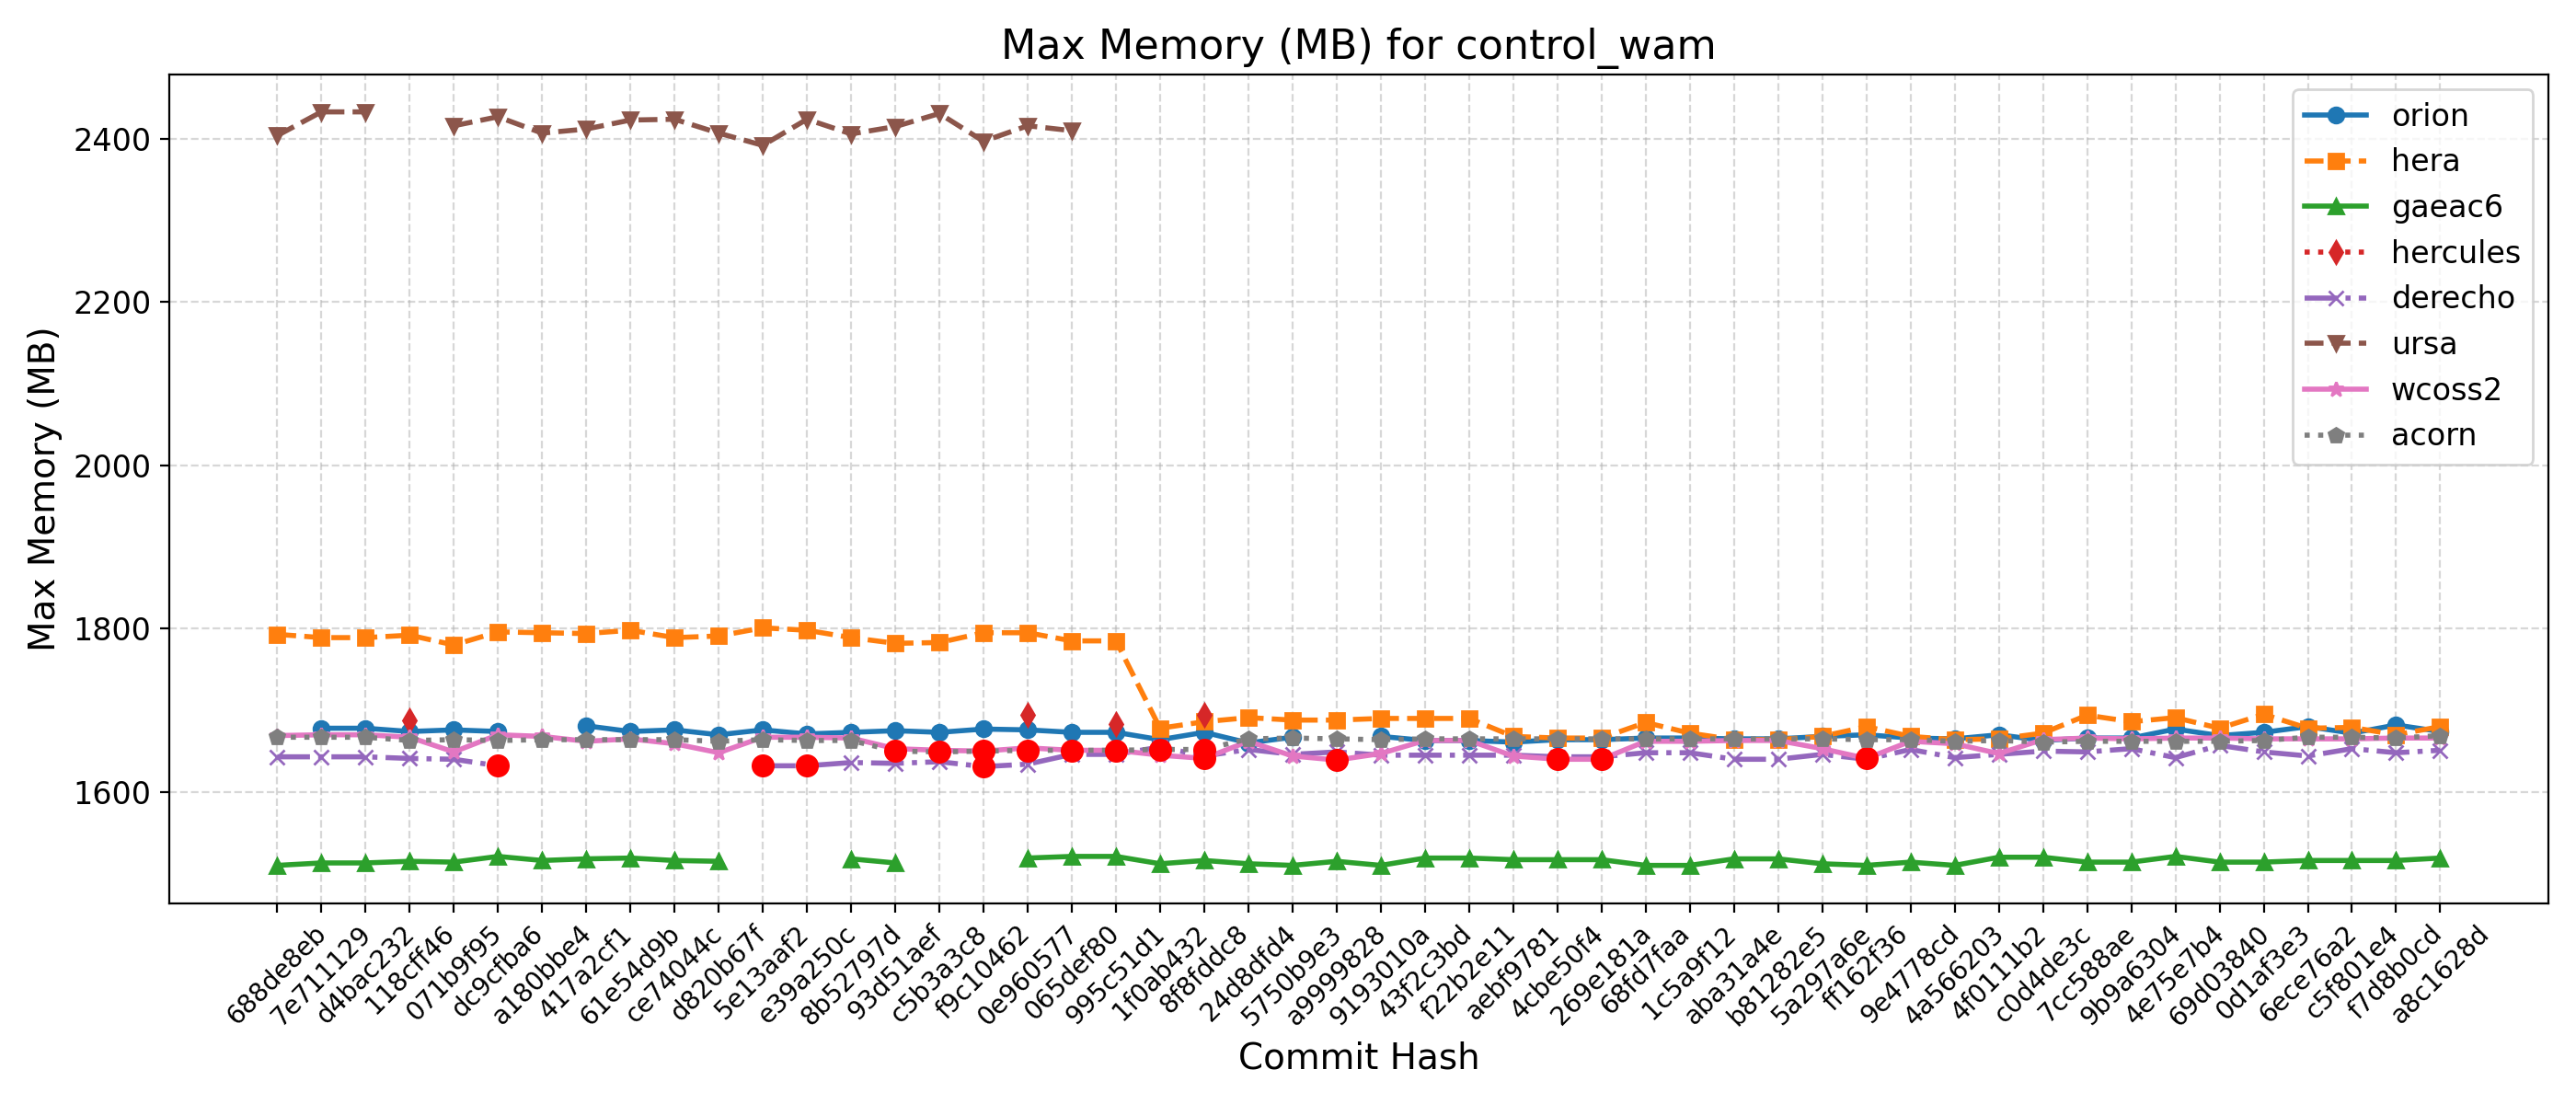 Max Memory (MB) for control_wam
Max Memory (MB)
2400
2200
2000
1800
1600
orion
hera
gaeac6
hercules
derecho
ursa
wcoss2
acorn
688de8eb
7e711129
d4bac232
118cff46
071b9f95
dc9cfba6
a180bbe4
417a2cf1
61e54d9b
ce74044c
d820b67f
5e13aaf2
e39a250c
8b52797d
93d51aef
c5b3a3c8
f9c10462
0e960577
065def80
995c51d1
1f0ab432
8f8fddc8
24d8dfd4
5750b9e3
a9999828
9193010a
43f2c3bd
f22b2e11
aebf9781
4cbe50f4
269e181a
68fd7faa
1c5a9f12
aba31a4e
b81282e5
5a297a6e
ff162f36
9e4778cd
4a566203
4f0111b2
c0d4de3c
7cc588ae
9b9a6304
4e75e7b4
69d03840
0d1af3e3
6ece76a2
c5f801e4
f7d8b0cd
a8c1628d
Commit Hash